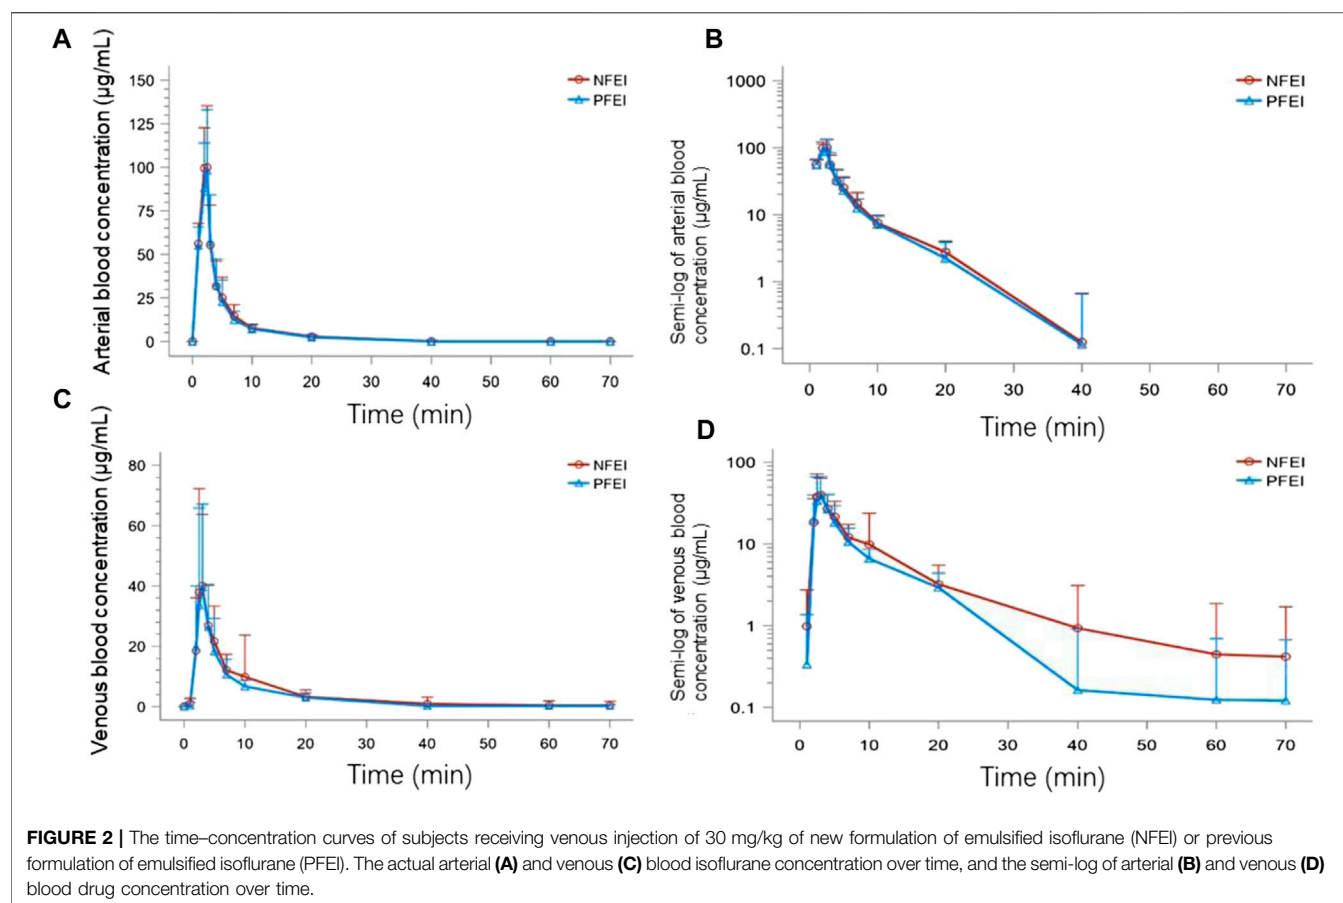 A
Arterial blood concentration (µg/mL)
150
125
100
75
50
25
0
NFEI
PFEI
0 10 20 30 40 50 60 70
Time (min)
B
Semi-log of arterial blood
concentration (µg/mL)
1000
100
10
1
0.1
NFEI
PFEI
0 10 20 30 40 50 60 70
Time (min)
C
Venous blood concentration (µg/mL)
80
60
40
20
0
NFEI
PFEI
0 10 20 30 40 50 60 70
Time (min)
D
Semi-log of venous blood
concentration (µg/mL)
100
10
1
0.1
NFEI
PFEI
0 10 20 30 40 50 60 70
Time (min)
FIGURE 2 | The time–concentration curves of subjects receiving venous injection of 30 mg/kg of new formulation of emulsified isoflurane (NFEI) or previous
formulation of emulsified isoflurane (PFEI). The actual arterial (A) and venous (C) blood isoflurane concentration over time, and the semi-log of arterial (B) and venous (D)
blood drug concentration over time.